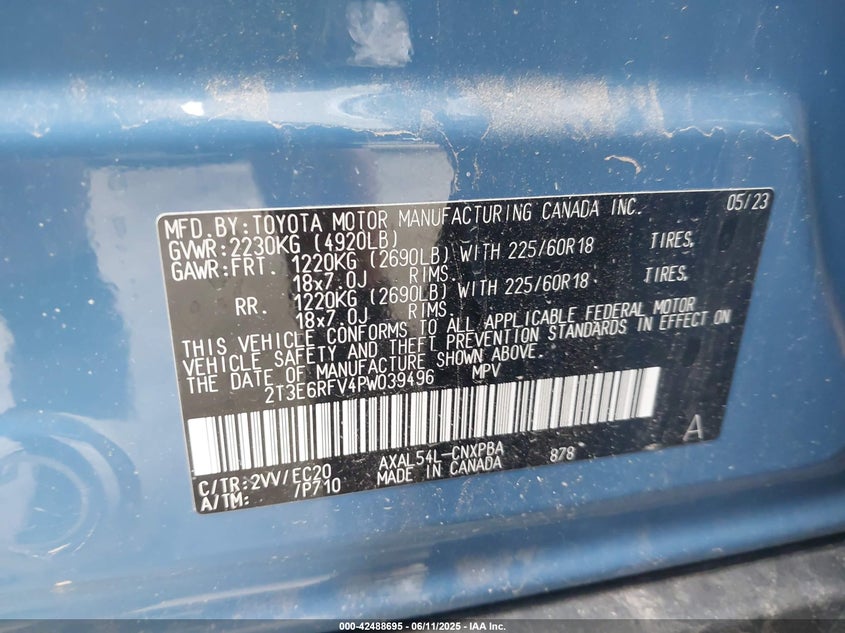 MFD. BY: TOYOTA MOTOR MANUFACTURING CANADA INC. 05/23
GVWR: 2230KG (4920LB)
GAWR: FRT. 1220KG (2690LB) WITH 225/60R18 TIRES,
18x7.0J RIMS.
RR. 1220KG (2690LB) WITH 225/60R18 TIRES,
18x7.0J RIMS.
THIS VEHICLE CONFORMS TO ALL APPLICABLE FEDERAL MOTOR
VEHICLE SAFETY AND THEFT PREVENTION STANDARDS IN EFFECT ON
THE DATE OF MANUFACTURE SHOWN ABOVE.
2T3E6RFV4PW039496 MPV
A
C/TR: 2VV/EC20 AXAL54L-CNXPBA 878
A/TM: /P710 MADE IN CANADA
000-42488695 - 06/11/2025 - IAA Inc.